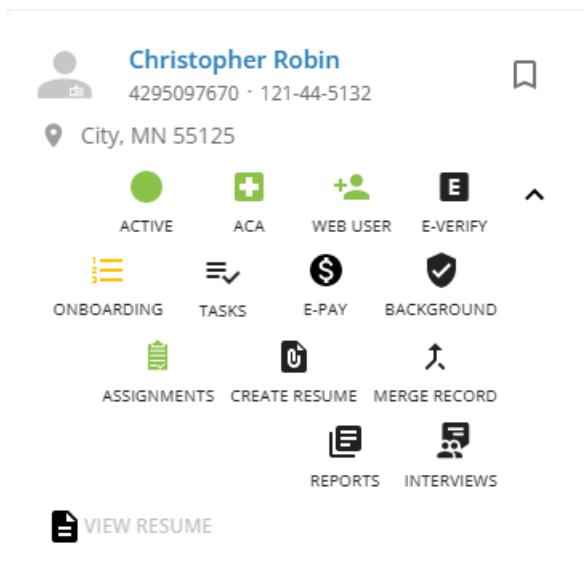 Christopher Robin
4295097670 · 121-44-5132
City, MN 55125
ACTIVE ACA WEB USER E-VERIFY
ONBOARDING TASKS E-PAY BACKGROUND
ASSIGNMENTS CREATE RESUME MERGE RECORD
REPORTS INTERVIEWS
VIEW RESUME